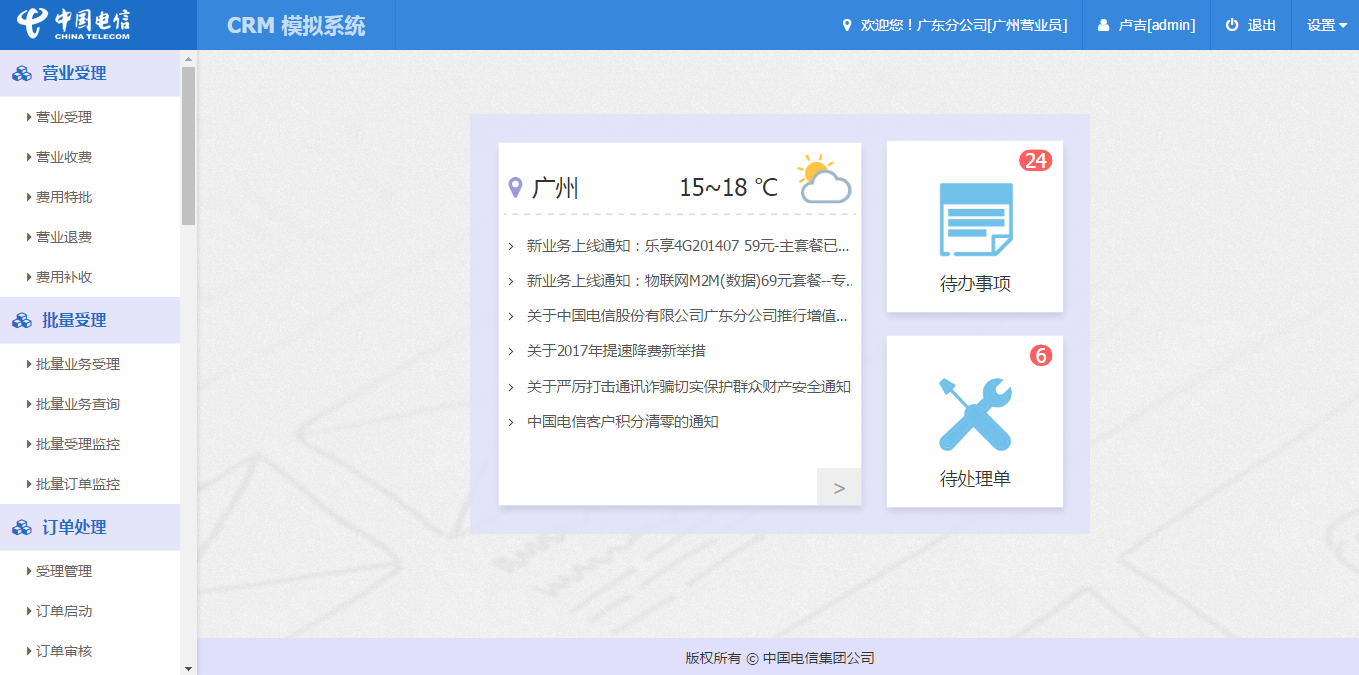 中国电信
CHINA TELECOM
CRM 模拟系统
欢迎您！广东分公司[广州营业员]
卢吉[admin]
退出
设置
营业受理
营业受理
营业收费
费用特批
营业退费
费用补收
批量受理
批量业务受理
批量业务查询
批量受理监控
批量订单监控
订单处理
受理管理
订单启动
订单审核
广州
15~18 ℃
新业务上线通知：乐享4G201407 59元-主套餐已...
新业务上线通知：物联网M2M(数据)69元套餐--专..
关于中国电信股份有限公司广东分公司推行增值...
关于2017年提速降费新举措
关于严厉打击通讯诈骗切实保护群众财产安全通知
中国电信客户积分清零的通知
>
24
待办事项
6
待处理单
版权所有 © 中国电信集团公司